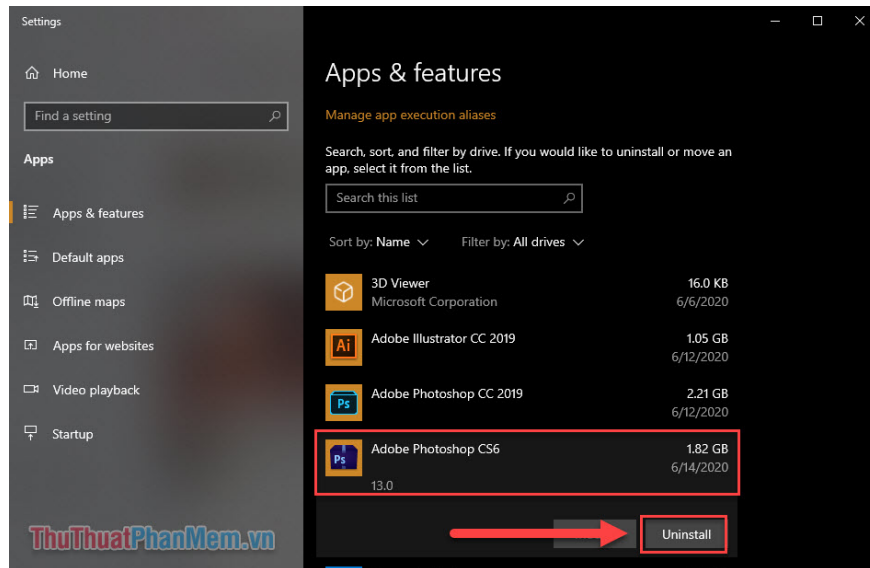 Settings
Home
Find a setting
Apps
Apps & features
Default apps
Offline maps
Apps for websites
Video playback
Startup
Apps & features
Manage app execution aliases
Search, sort, and filter by drive. If you would like to uninstall or move an
app, select it from the list.
Search this list
Sort by: Name Filter by: All drives
3D Viewer 16.0 KB
Microsoft Corporation 6/6/2020
Ai Adobe Illustrator CC 2019 1.05 GB
6/12/2020
Ps Adobe Photoshop CC 2019 2.21 GB
6/12/2020
Ps Adobe Photoshop CS6 1.82 GB
6/14/2020
13.0
Uninstall
ThuThuatPhanMem.vn